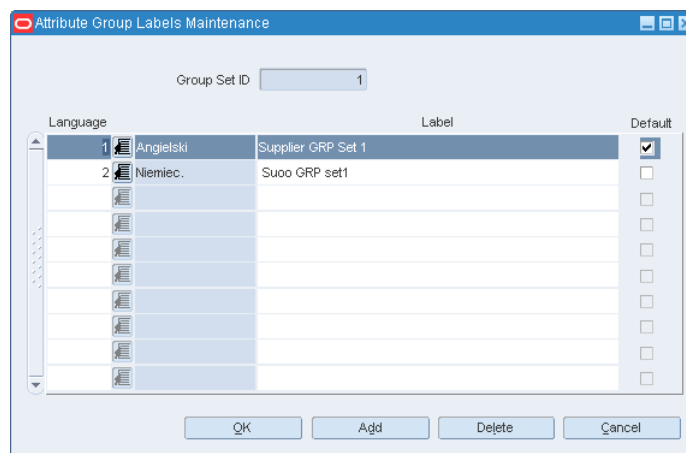 Attribute Group Labels Maintenance
Group Set ID 1
Language Label Default
1 Angielski Supplier GRP Set 1
2 Niemiec. Suoo GRP set1
OK Add Delete Cancel